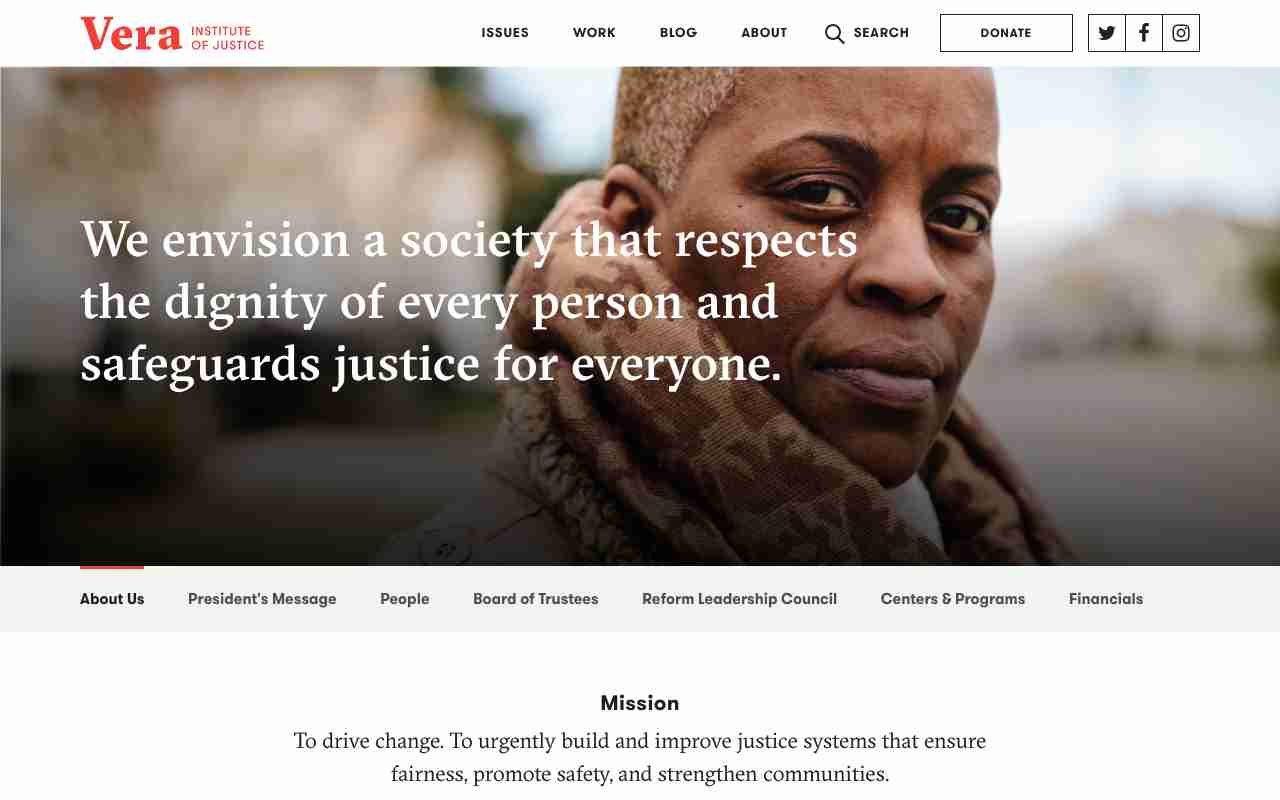 Vera INSTITUTE
OF JUSTICE
ISSUES
WORK
BLOG
ABOUT
SEARCH
DONATE
We envision a society that respects
the dignity of every person and
safeguards justice for everyone.
About Us
President's Message
People
Board of Trustees
Reform Leadership Council
Centers & Programs
Financials
Mission
To drive change. To urgently build and improve justice systems that ensure
fairness, promote safety, and strengthen communities.